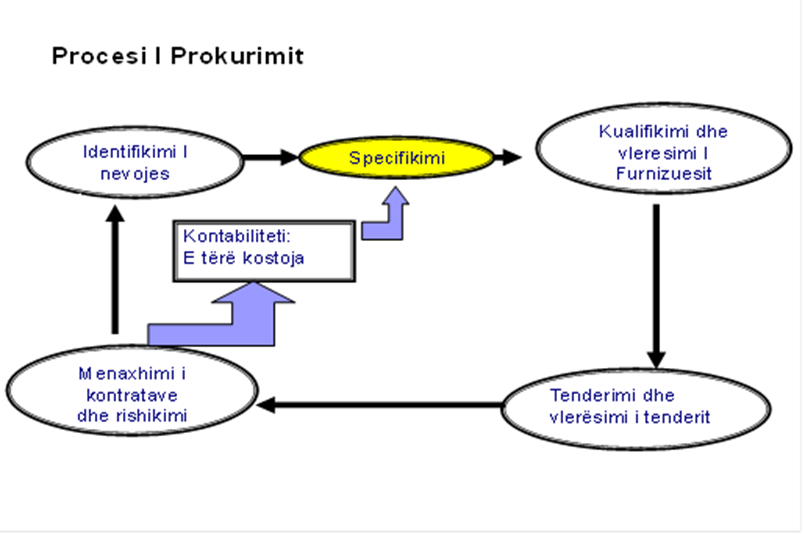 Procesi I Prokurimit
Identifikimi I
nevojes
Specifikimi
Kualifikimi dhe
vleresimi I
Furnizuesit
Kontabiliteti:
E tërë kostoja
Menaxhimi i
kontratave
dhe rishikimi
Tenderimi dhe
vlerësimi i tenderit